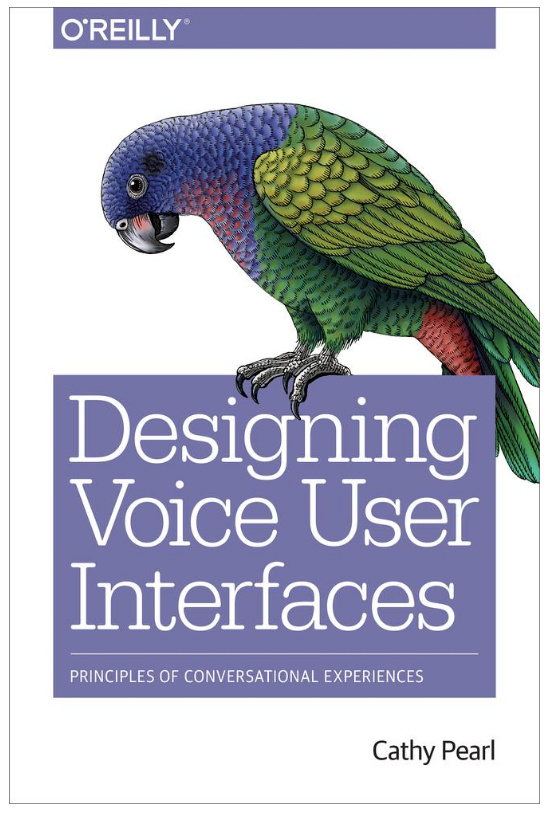 O'REILLY®
Designing
Voice User
Interfaces
PRINCIPLES OF CONVERSATIONAL EXPERIENCES
Cathy Pearl